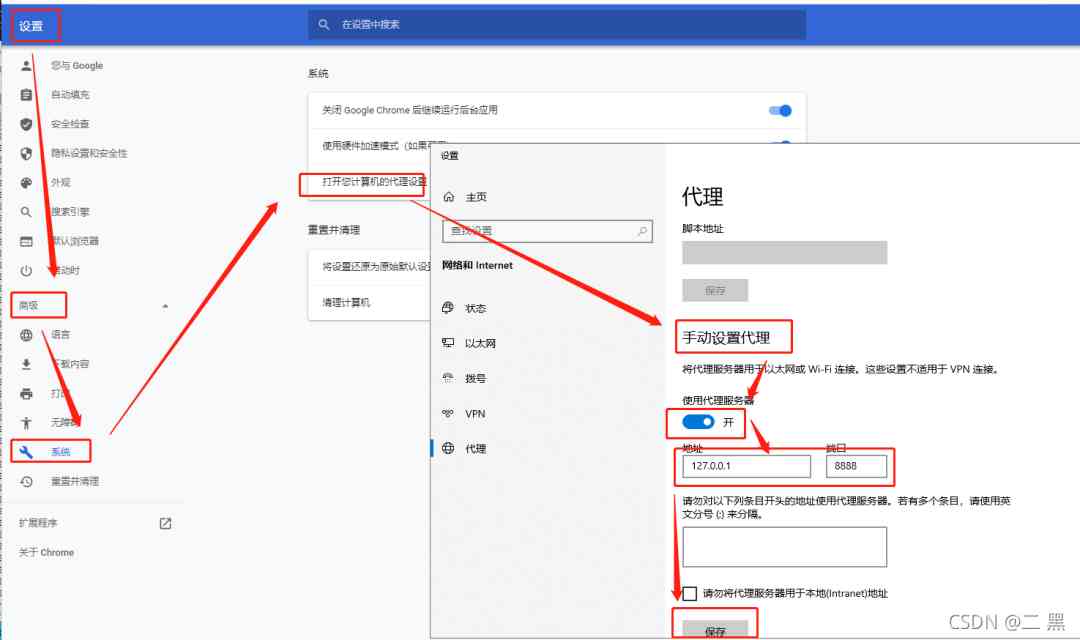 设置
在设置中搜索
您与 Google
自动填充
安全检查
隐私设置和安全性
外观
搜索引擎
默认浏览器
启动时
高级
语言
下载内容
打印
无障碍
系统
重置并清理
扩展程序
关于 Chrome
系统
关闭 Google Chrome 后继续运行后台应用
使用硬件加速模式（如果可用）
打开您计算机的代理设置
重置并清理
将设置还原为原始默认设
清理计算机
设置
主页
查找设置
网络和 Internet
状态
以太网
拨号
VPN
代理
代理
脚本地址
保存
手动设置代理
将代理服务器用于以太网或 Wi-Fi 连接。这些设置不适用于 VPN 连接。
使用代理服务器
开
地址 端口
127.0.0.1 8888
请勿对以下列条目开头的地址使用代理服务器。若有多个条目，请使用英
文分号 (;) 来分隔。
请勿将代理服务器用于本地(Intranet)地址
保存
CSDN @二 黑